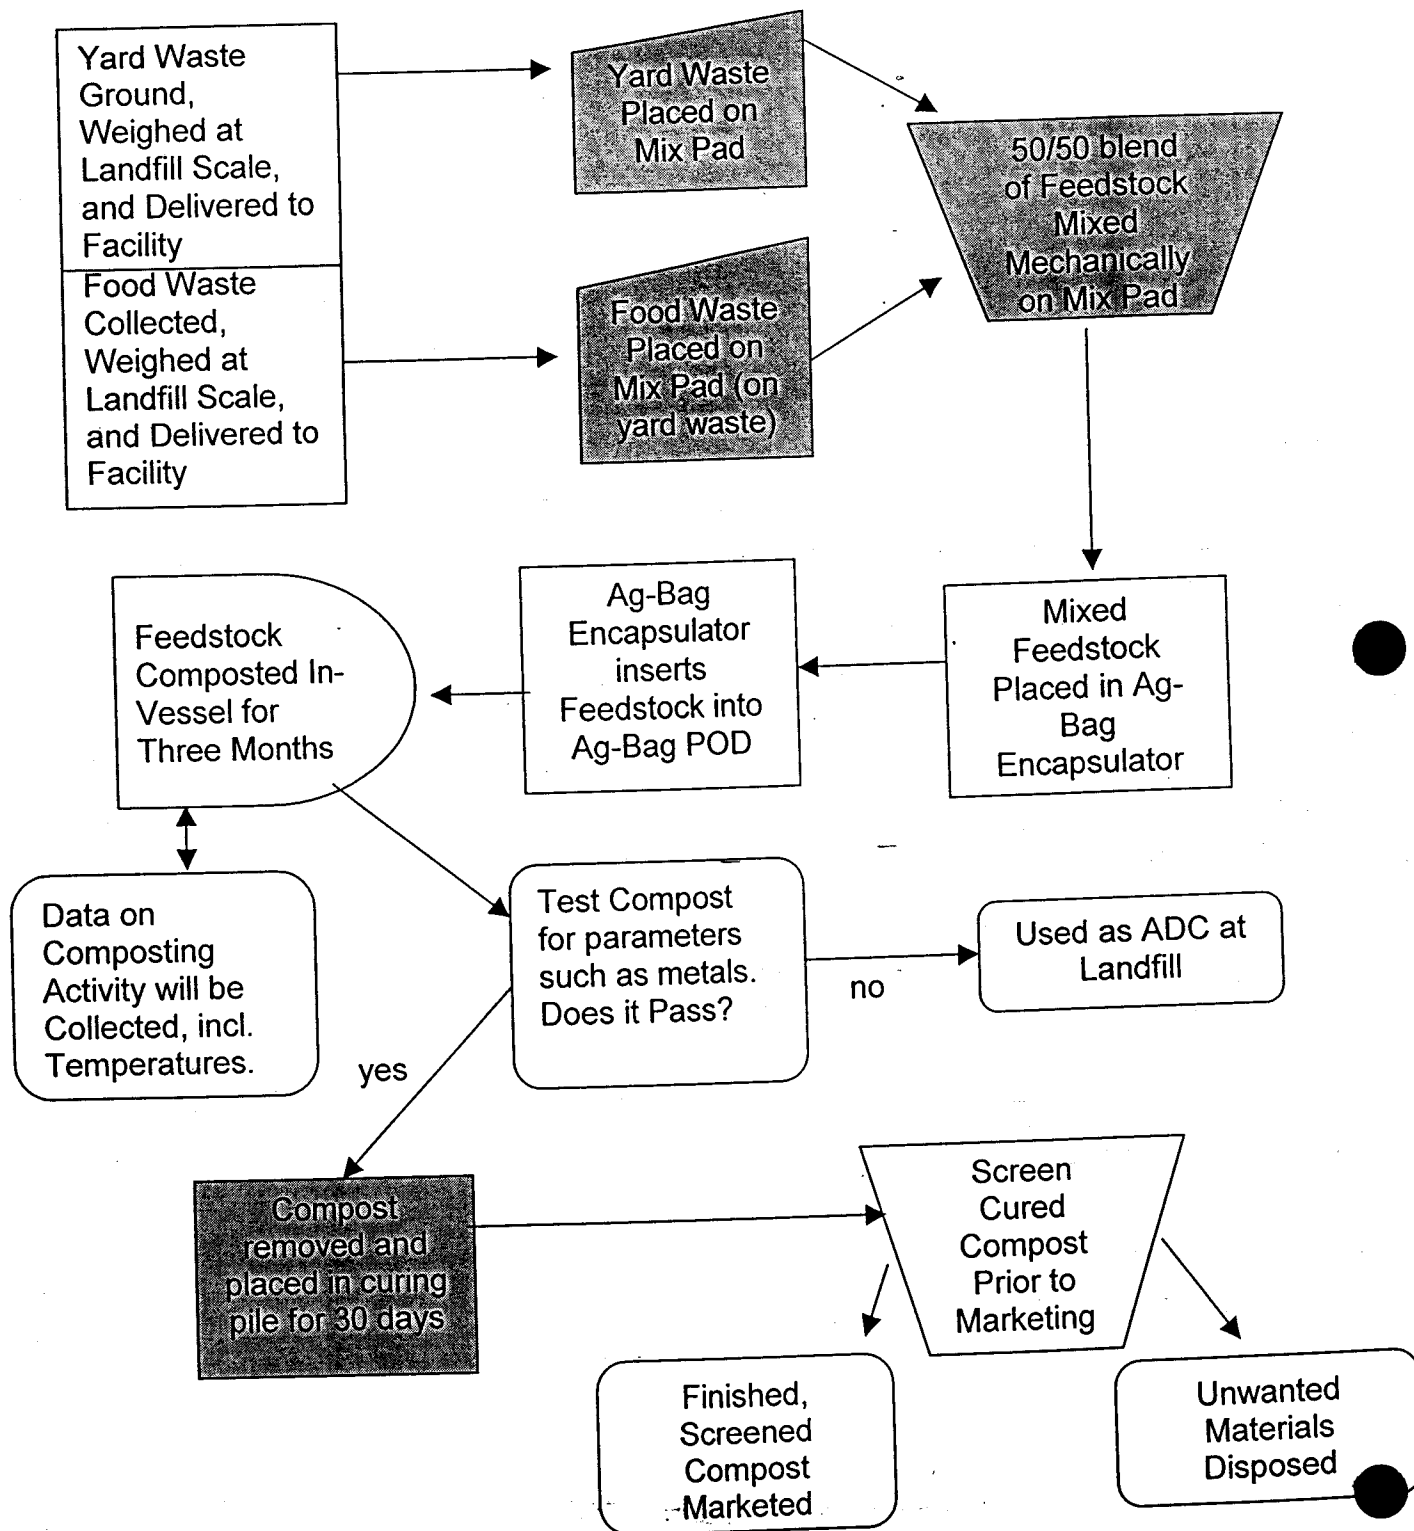 Yard Waste
Ground,
Weighed at
Landfill Scale,
and Delivered to
Facility
Food Waste
Collected,
Weighed at
Landfill Scale,
and Delivered to
Facility
Yard Waste
Placed on
Mix Pad
Food Waste
Placed on
Mix Pad (on
yard waste)
50/50 blend
of Feedstock
Mixed
Mechanically
on Mix Pad
Mixed
Feedstock
Placed in Ag-
Bag
Encapsulator
Ag-Bag
Encapsulator
inserts
Feedstock into
Ag-Bag POD
Feedstock
Composted In-
Vessel for
Three Months
Data on
Composting
Activity will be
Collected, incl.
Temperatures.
Test Compost
for parameters
such as metals.
Does it Pass?
no
Used as ADC at
Landfill
yes
Compost
removed and
placed in curing
pile for 30 days
Screen
Cured
Compost
Prior to
Marketing
Finished,
Screened
Compost
Marketed
Unwanted
Materials
Disposed